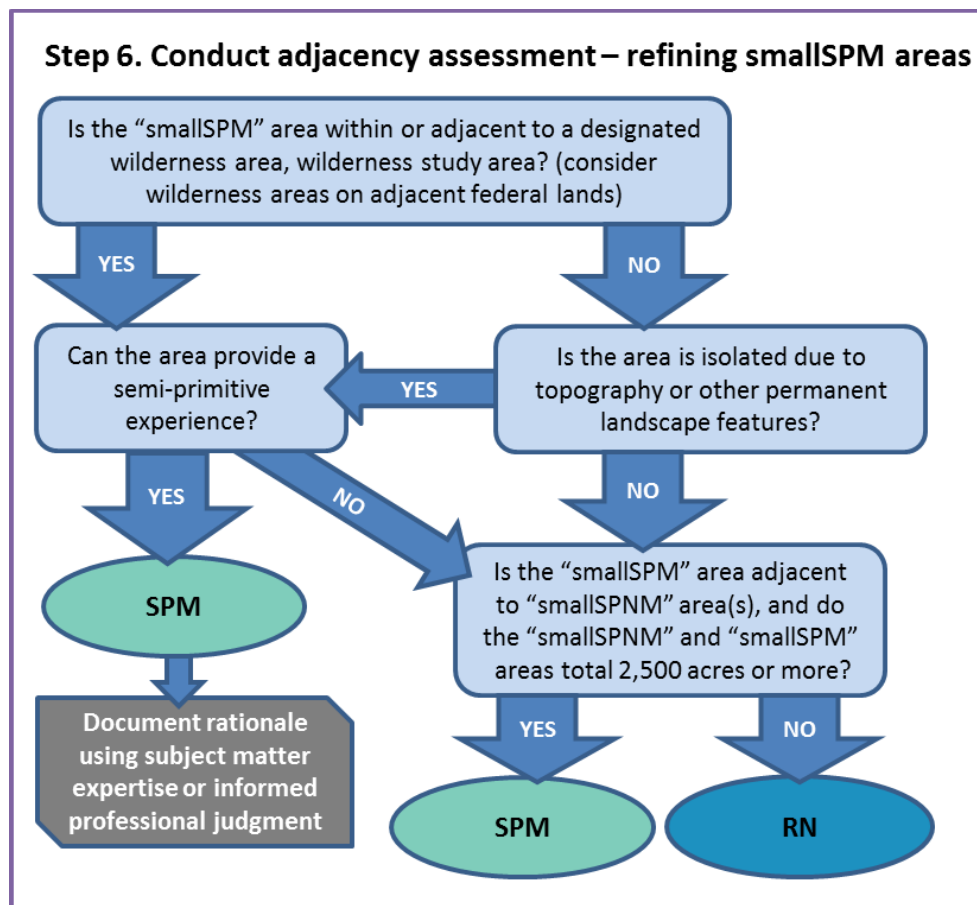 Step 6. Conduct adjacency assessment – refining smallSPM areas
Is the “smallSPM” area within or adjacent to a designated
wilderness area, wilderness study area? (consider
wilderness areas on adjacent federal lands)
YES
NO
Can the area provide a
semi-primitive
experience?
YES
Is the area is isolated due to
topography or other permanent
landscape features?
YES
NO
NO
SPM
Is the “smallSPM” area adjacent
to “smallSPNM” area(s), and do
the “smallSPNM” and “smallSPM”
areas total 2,500 acres or more?
Document rationale
using subject matter
expertise or informed
professional judgment
YES
NO
SPM
RN